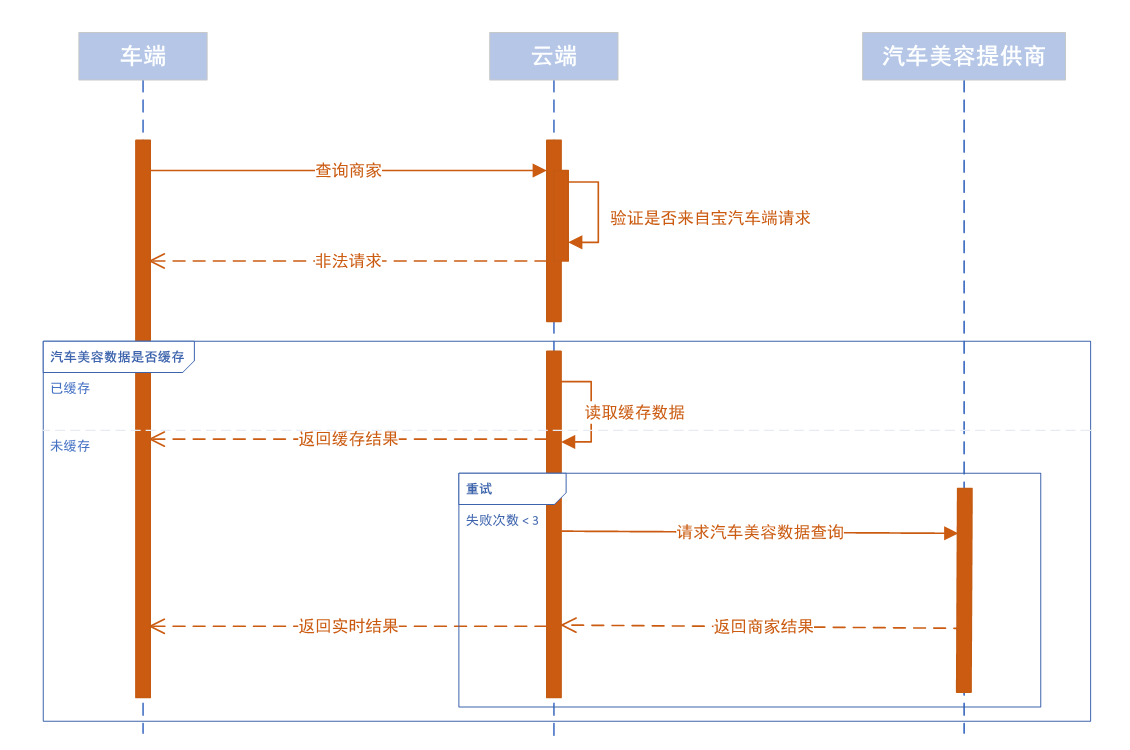 车端
云端
汽车美容提供商
查询商家
验证是否来自宝汽车端请求
非法请求
汽车美容数据是否缓存
已缓存
读取缓存数据
返回缓存结果
未缓存
重试
失败次数 < 3
请求汽车美容数据查询
返回实时结果
返回商家结果